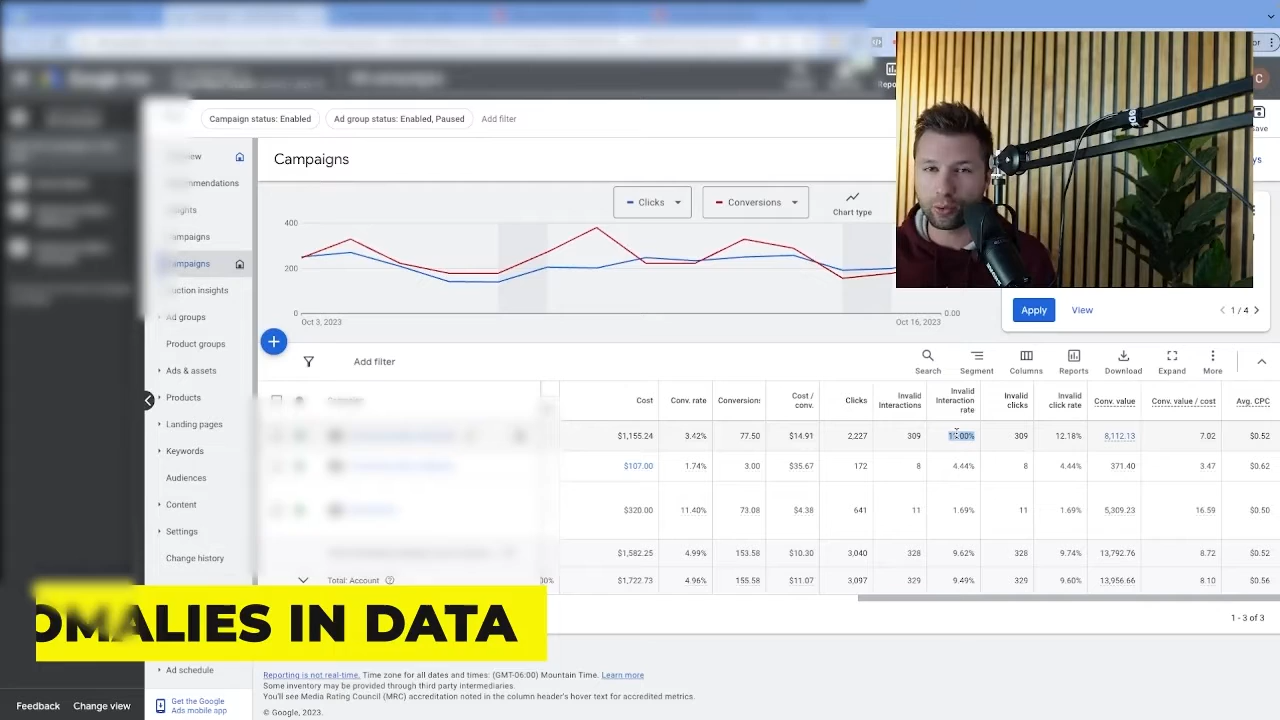 Campaign status: Enabled
Ad group status: Enabled, Paused
Add filter
Campaigns
Clicks
Conversions
Chart type
400
200
0
0.00
Oct 3, 2023
Oct 16, 2023
Apply
View
1 / 4
Add filter
Search
Segment
Columns
Reports
Download
Expand
More
Cost
Conv. rate
Conversions
Cost / conv.
Clicks
Invalid Interactions
Invalid Interaction rate
Invalid clicks
Invalid click rate
Conv. value
Conv. value / cost
Avg. CPC
$1,155.24 3.42% 77.50 $14.91 2,227 309 309 12.18% 8,112.13 7.02 $0.52
$107.00 1.74% 3.00 $35.67 172 8 4.44% 8 4.44% 371.40 3.47 $0.62
$320.00 11.40% 73.08 $4.38 641 11 1.69% 11 1.69% 5,309.23 16.59 $0.50
$1,582.25 4.99% 153.58 $10.30 3,040 328 9.62% 328 9.74% 13,792.76 8.72 $0.52
Total: Account 00% $1,722.73 4.96% 155.58 $11.07 3,097 329 9.49% 329 9.60% 13,956.66 8.10 $0.56
1 - 3 of 3
Ad groups
Product groups
Ads & assets
Products
Landing pages
Keywords
Audiences
Content
Settings
Change history
OMALIES IN DATA
Ad schedule
Get the Google
Ads mobile app
Feedback
Change view
Reporting is not real-time. Time zone for all dates and times: (GMT-06:00) Mountain Time. Learn more
Some inventory may be provided through third party intermediaries.
You'll see Media Rating Council (MRC) accreditation noted in the column header's hover text for accredited metrics.
© Google, 2023.